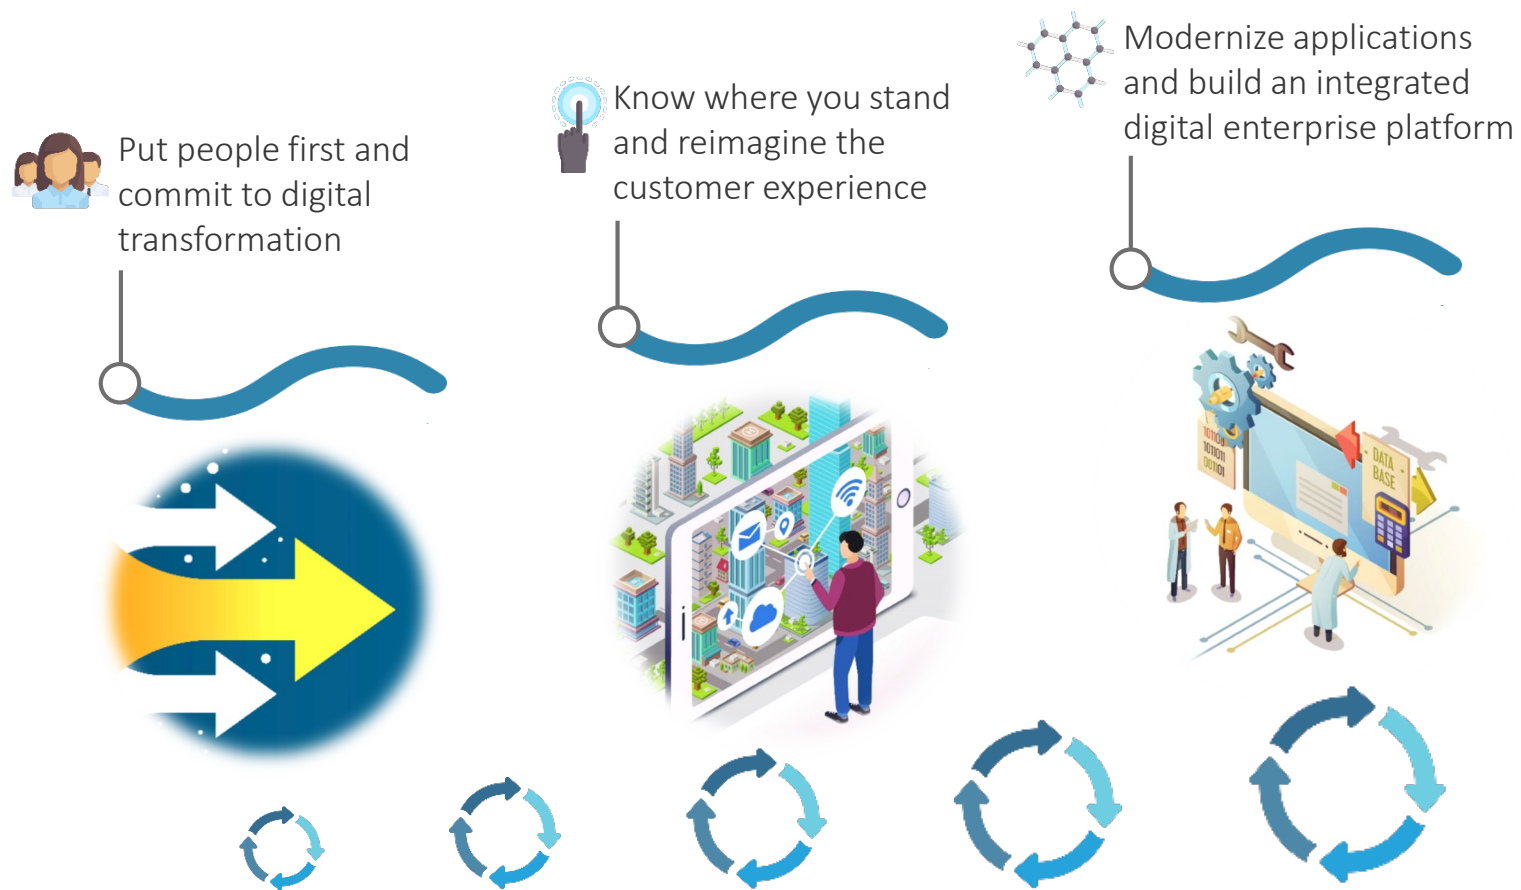 Put people first and
commit to digital
transformation
Know where you stand
and reimagine the
customer experience
Modernize applications
and build an integrated
digital enterprise platform
DATA
BASE